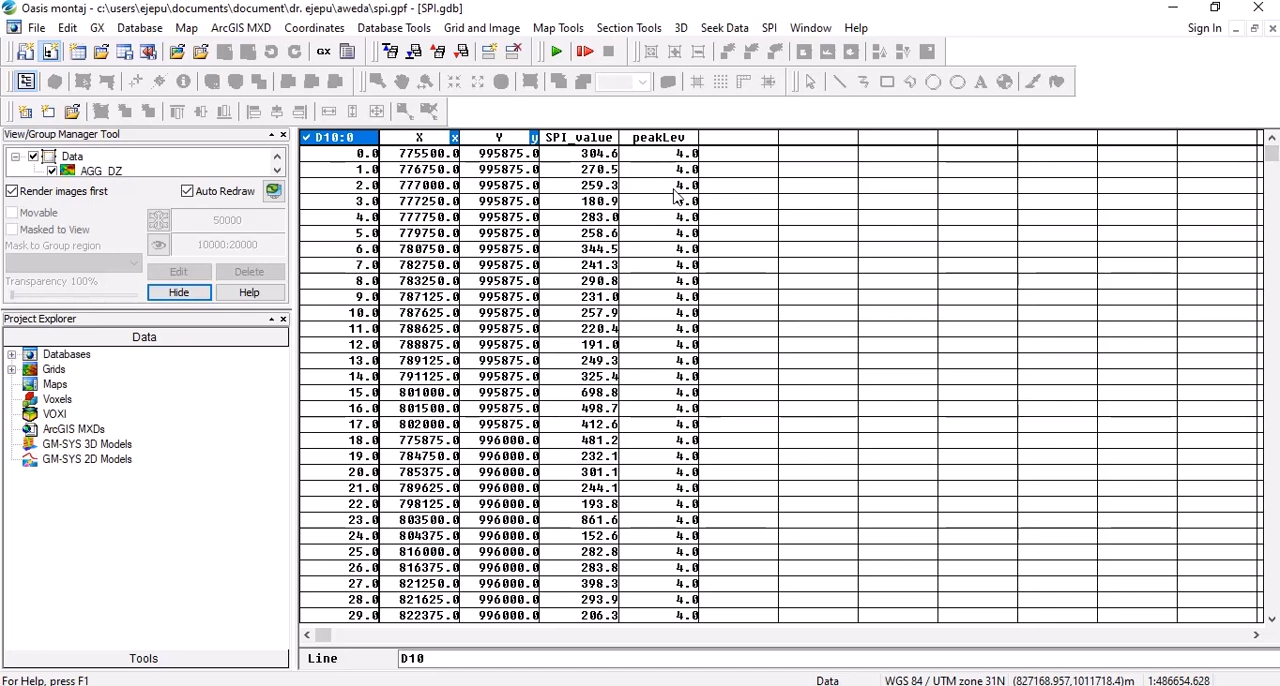 Oasis montaj - c:\users\ejepu\documents\document\dr. ejepu\aweda\spi.gpf - [SPI.gdb]
File Edit GX Database Map ArcGIS MXD Coordinates Database Tools Grid and Image Map Tools Section Tools 3D Seek Data SPI Window Help Sign In
GX
View/Group Manager Tool
Data
AGG_DZ
Render images first Auto Redraw
Movable 50000
Masked to View
Mask to Group region 10000:20000
Edit Delete
Transparency 100%
Hide Help
Project Explorer
Data
Databases
Grids
Maps
Voxels
VOXI
ArcGIS MXDs
GM-SYS 3D Models
GM-SYS 2D Models
Tools
D10:0 X x Y y SPI_value peakLev
0.0 775500.0 995875.0 304.6 4.0
1.0 776750.0 995875.0 270.5 4.0
2.0 777000.0 995875.0 259.3 4.0
3.0 777250.0 995875.0 180.9 .0
4.0 777750.0 995875.0 283.0 4.0
5.0 779750.0 995875.0 258.6 4.0
6.0 780750.0 995875.0 344.5 4.0
7.0 782750.0 995875.0 241.3 4.0
8.0 783250.0 995875.0 290.8 4.0
9.0 787125.0 995875.0 231.0 4.0
10.0 787625.0 995875.0 257.9 4.0
11.0 788625.0 995875.0 220.4 4.0
12.0 788875.0 995875.0 191.0 4.0
13.0 789125.0 995875.0 249.3 4.0
14.0 791125.0 995875.0 325.4 4.0
15.0 801000.0 995875.0 698.8 4.0
16.0 801500.0 995875.0 498.7 4.0
17.0 802000.0 995875.0 412.6 4.0
18.0 775875.0 996000.0 481.2 4.0
19.0 784750.0 996000.0 232.1 4.0
20.0 785375.0 996000.0 301.1 4.0
21.0 789625.0 996000.0 244.1 4.0
22.0 798125.0 996000.0 193.8 4.0
23.0 803500.0 996000.0 861.6 4.0
24.0 804375.0 996000.0 152.6 4.0
25.0 816000.0 996000.0 282.8 4.0
26.0 816375.0 996000.0 283.8 4.0
27.0 821250.0 996000.0 398.3 4.0
28.0 821625.0 996000.0 293.9 4.0
29.0 822375.0 996000.0 206.3 4.0
Line D10
For Help, press F1 Data WGS 84 / UTM zone 31N (827168.957,1011718.4)m 1:486654.628